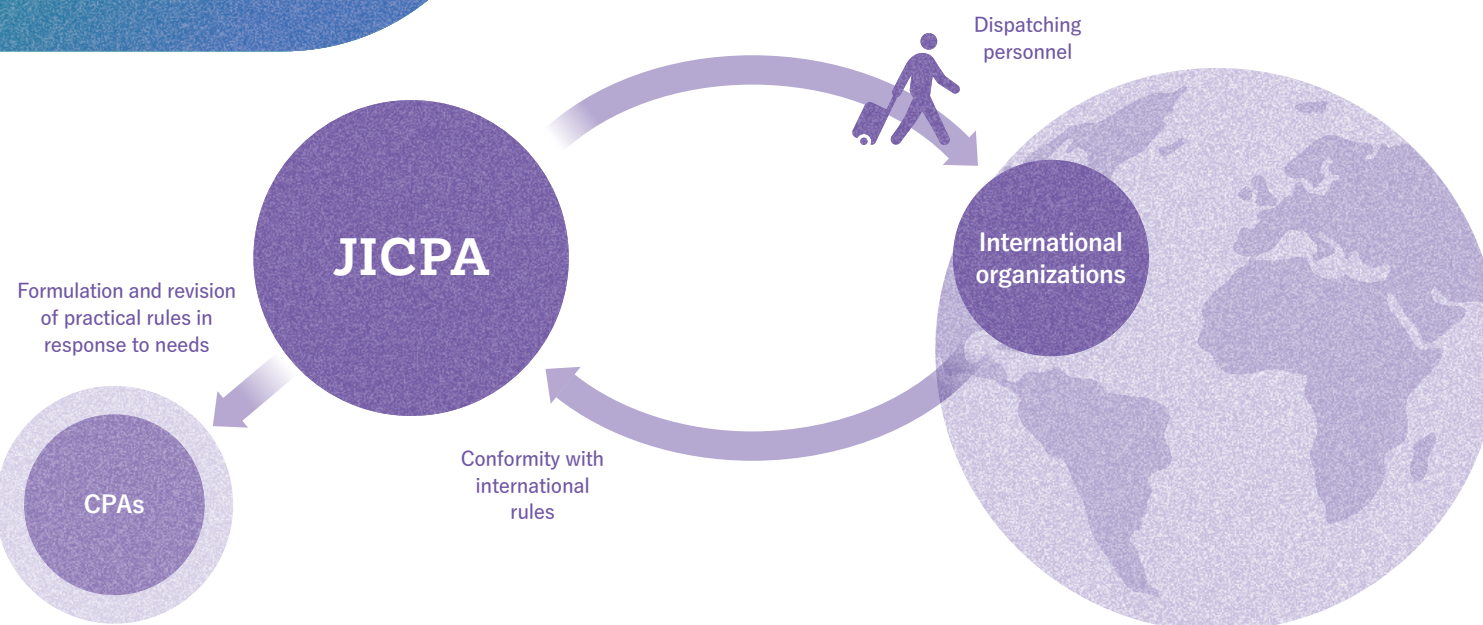 Dispatching
personnel
JICPA
International
organizations
Formulation and revision
of practical rules in
response to needs
Conformity with
international
rules
CPAs